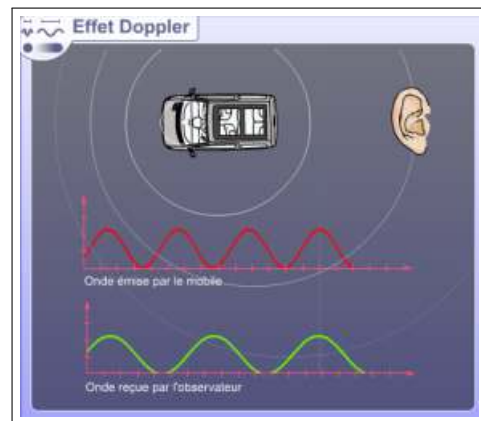 Effet Doppler
Onde émise par le mobile
Onde reçue par l'observateur